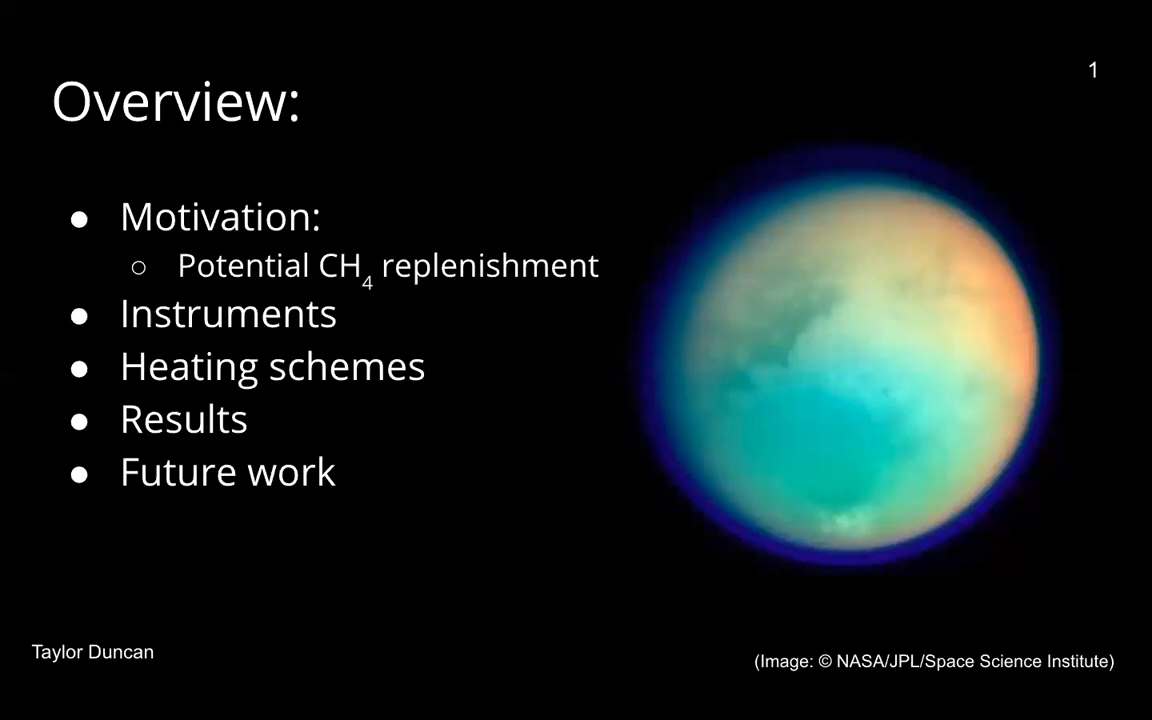 1
Overview:
● Motivation:
○ Potential CH₄ replenishment
● Instruments
● Heating schemes
● Results
● Future work
Taylor Duncan
(Image: © NASA/JPL/Space Science Institute)